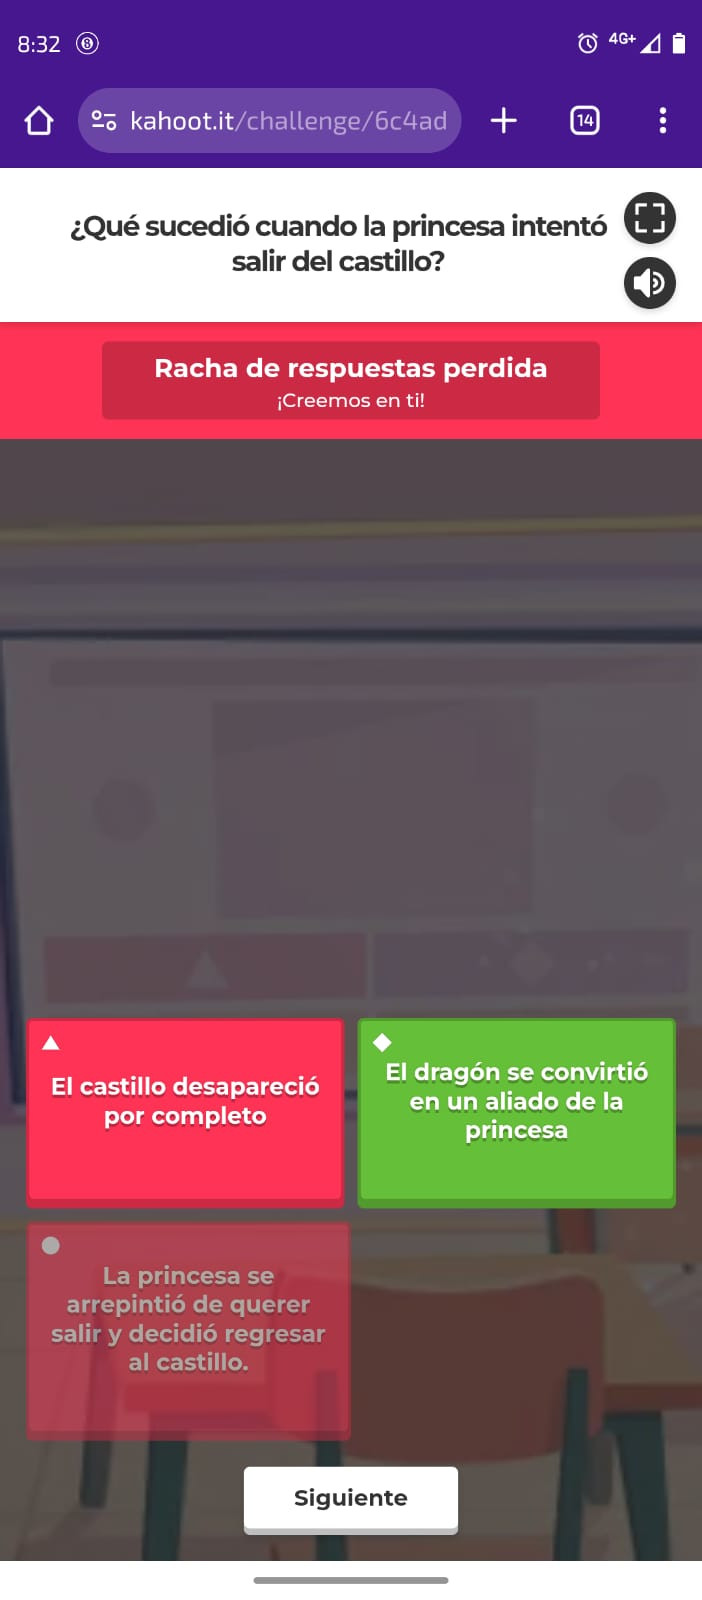 8:32
4G+
kahoot.it/challenge/6c4ad
14
¿Qué sucedió cuando la princesa intentó
salir del castillo?
Racha de respuestas perdida
¡Creemos en ti!
El castillo desapareció
por completo
El dragón se convirtió
en un aliado de la
princesa
La princesa se
arrepintió de querer
salir y decidió regresar
al castillo.
Siguiente